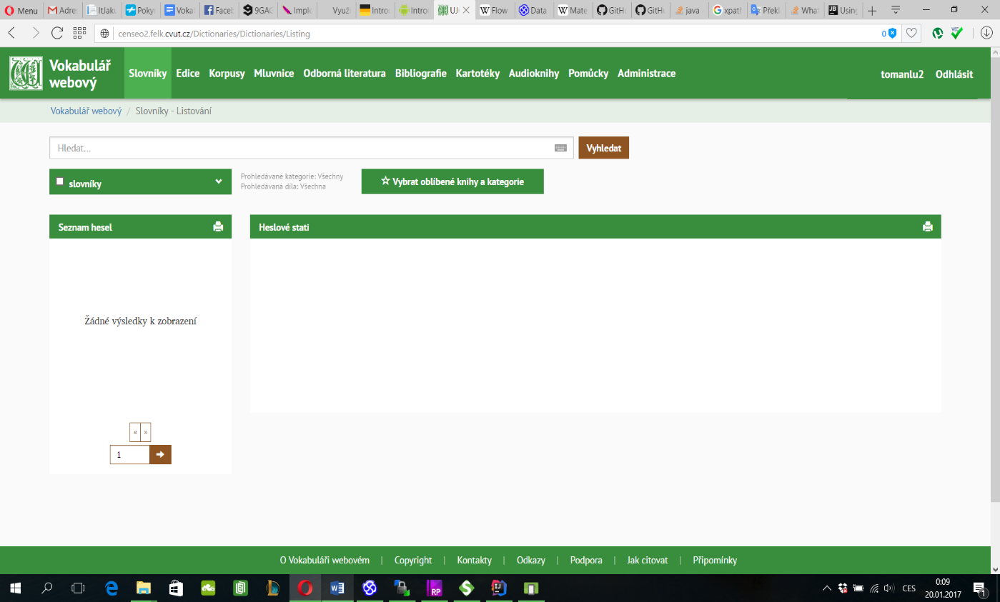 Menu Adre: Itlaku Poky Vokal Facel 9GAG Imple Využi Intro Intro UJ Flow Data Mate GitHu GitHu java - xpath Překl What Using
censeo2.felk.cvut.cz/Dictionaries/Dictionaries/Listing 0
Vokabulář
webový
Slovníky Edice Korpusy Mluvnice Odborná literatura Bibliografie Kartotéky Audioknihy Pomůcky Administrace tomanlu2 Odhlásit
Vokabulář webový / Slovníky - Listování
Hledat... Vyhledat
slovníky
Prohledávané kategorie: Všechny
Prohledávaná díla: Všechna
☆ Vybrat oblíbené knihy a kategorie
Seznam hesel
Heslové stati
Žádné výsledky k zobrazení
« »
1
O Vokabuláři webovém | Copyright | Kontakty | Odkazy | Podpora | Jak citovat | Připomínky
CES
0:09
20.01.2017
1